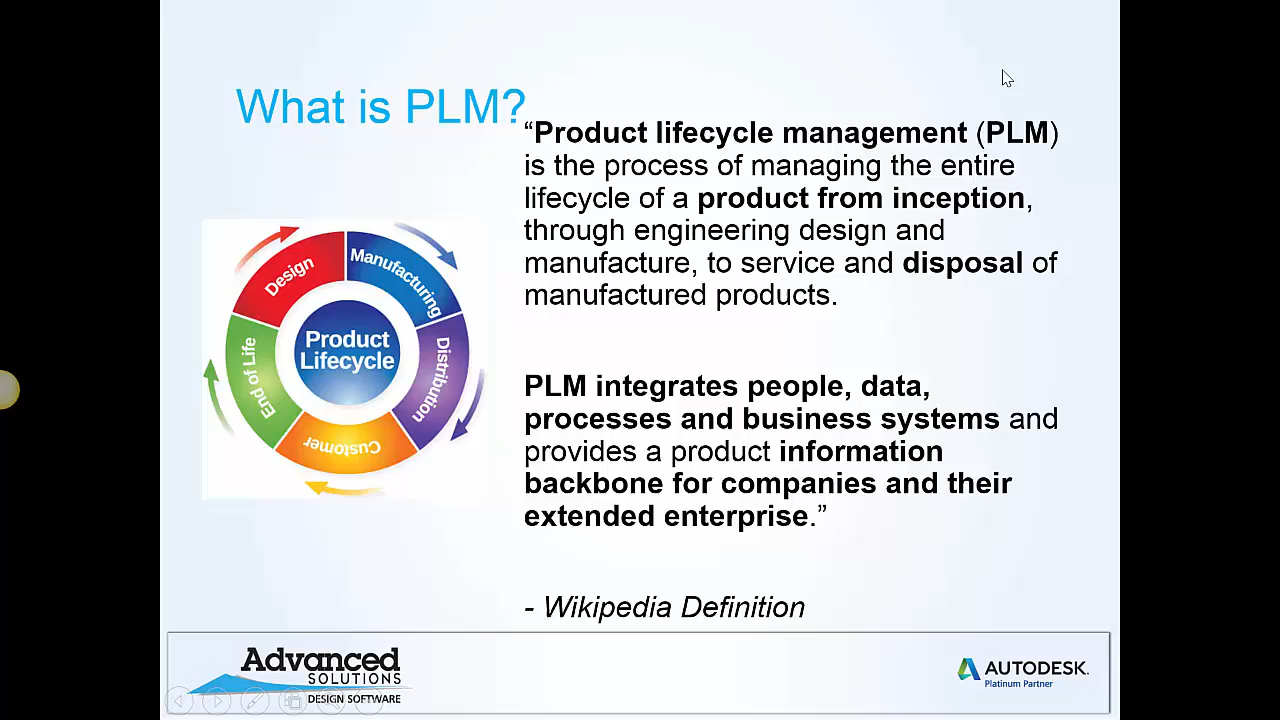 What is PLM?
“Product lifecycle management (PLM)
is the process of managing the entire
lifecycle of a product from inception,
through engineering design and
manufacture, to service and disposal of
manufactured products.
PLM integrates people, data,
processes and business systems and
provides a product information
backbone for companies and their
extended enterprise.”
- Wikipedia Definition
Design
Manufacturing
Distribution
Customer
End of Life
Product
Lifecycle
Advanced
SOLUTIONS
DESIGN SOFTWARE
AUTODESK.
Platinum Partner